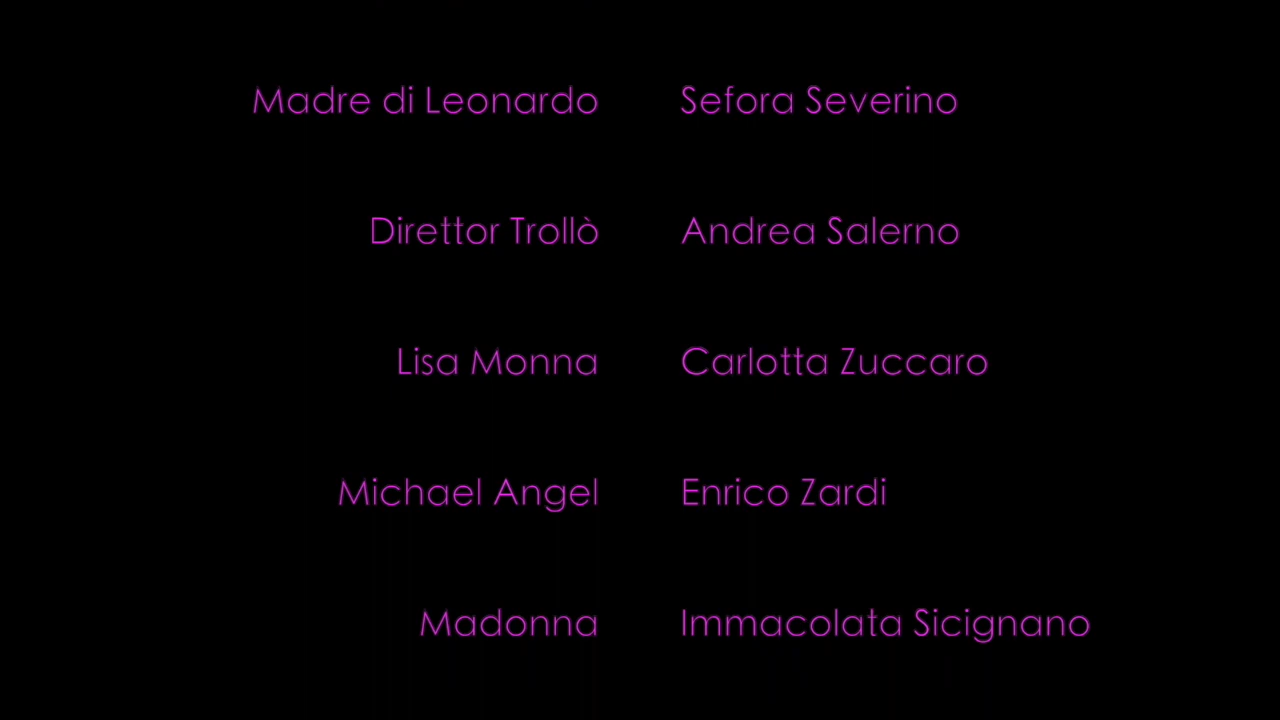 Madre di Leonardo Sefora Severino
Direttor Trollò Andrea Salerno
Lisa Monna Carlotta Zuccaro
Michael Angel Enrico Zardi
Madonna Immacolata Sicignano